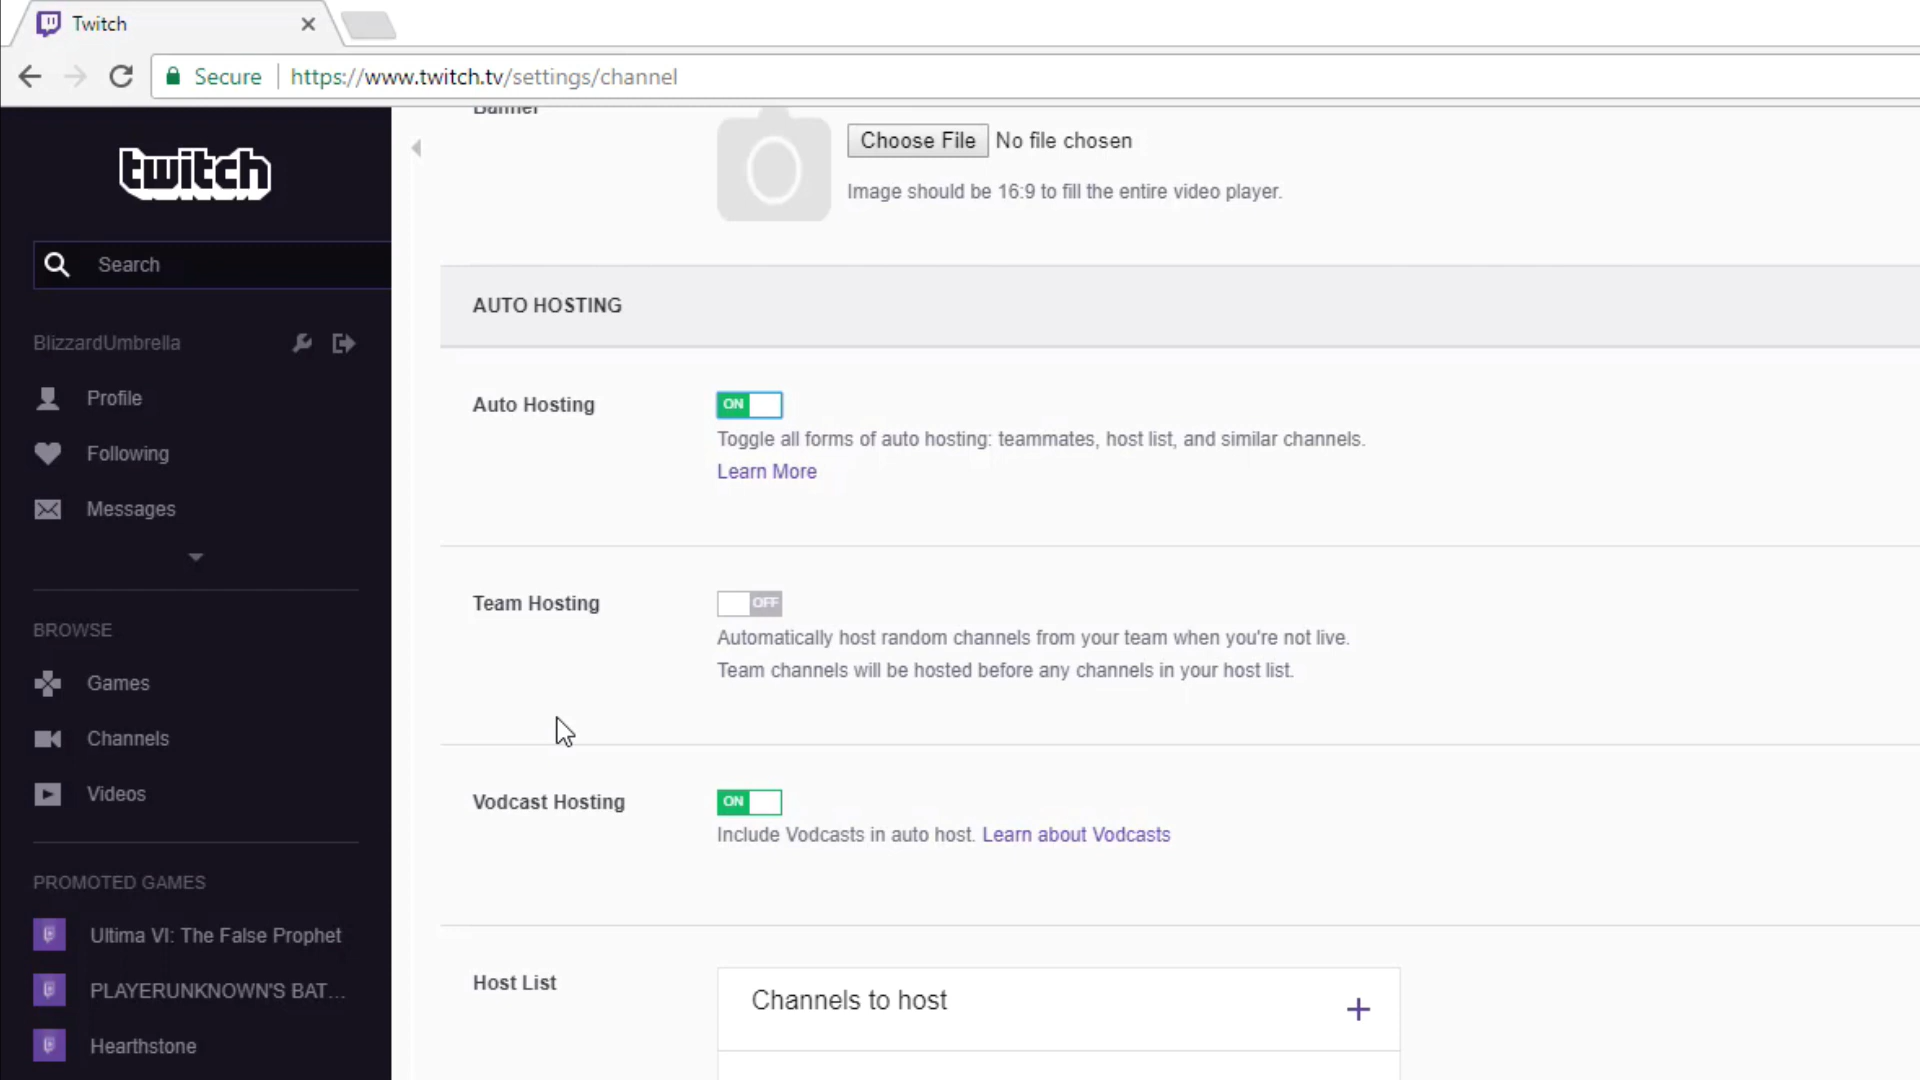 Twitch
Secure
https://www.twitch.tv/settings/channel
twitch
Search
BlizzardUmbrella
Profile
Following
Messages
BROWSE
Games
Channels
Videos
PROMOTED GAMES
Ultima VI: The False Prophet
PLAYERUNKNOWN'S BAT...
Hearthstone
Banner
Choose File No file chosen
Image should be 16:9 to fill the entire video player.
AUTO HOSTING
Auto Hosting
ON
Toggle all forms of auto hosting: teammates, host list, and similar channels.
Learn More
Team Hosting
OFF
Automatically host random channels from your team when you're not live.
Team channels will be hosted before any channels in your host list.
Vodcast Hosting
ON
Include Vodcasts in auto host. Learn about Vodcasts
Host List
Channels to host